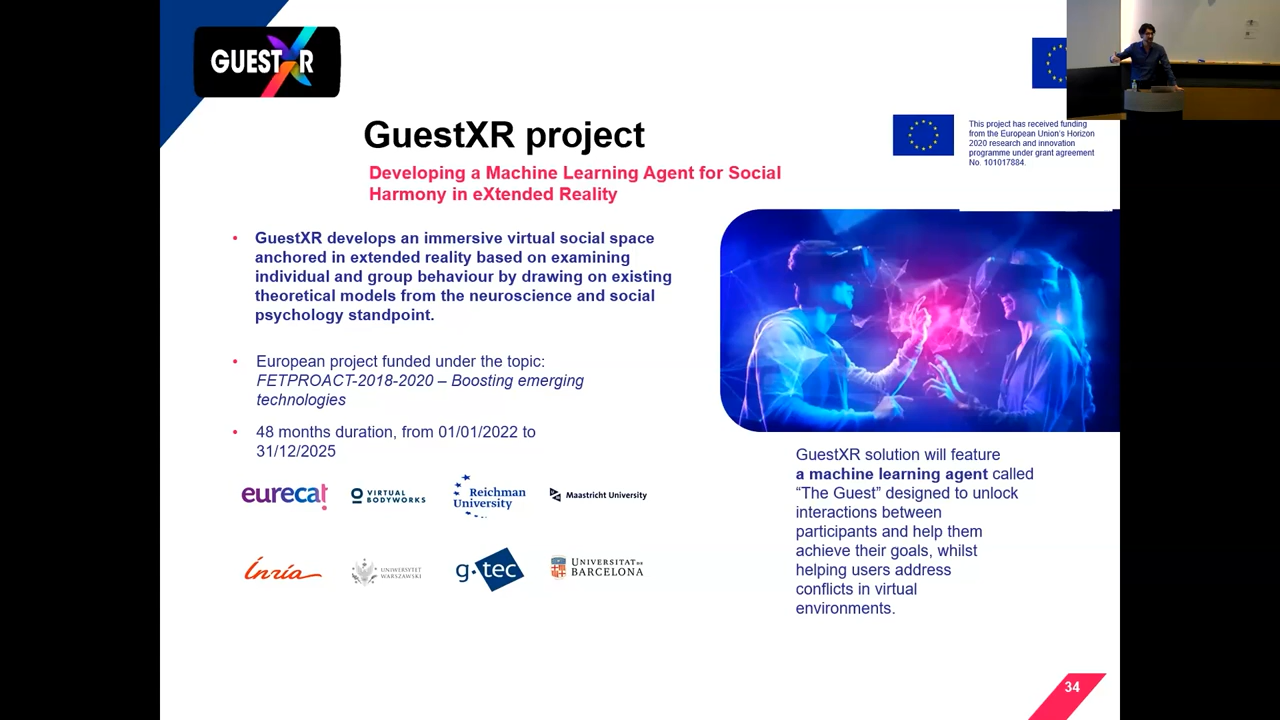 GUESTXR
GuestXR project
Developing a Machine Learning Agent for Social
Harmony in eXtended Reality
This project has received funding
from the European Union's Horizon
2020 research and innovation
programme under grant agreement
No. 101017884.
• GuestXR develops an immersive virtual social space
anchored in extended reality based on examining
individual and group behaviour by drawing on existing
theoretical models from the neuroscience and social
psychology standpoint.
• European project funded under the topic:
FETPROACT-2018-2020 – Boosting emerging
technologies
• 48 months duration, from 01/01/2022 to
31/12/2025
eurecat
VIRTUAL
BODYWORKS
Reichman
University
Maastricht University
Inria
UNIWERSYTET
WARSZAWSKI
g.tec
UNIVERSITAT DE
BARCELONA
GuestXR solution will feature
a machine learning agent called
“The Guest” designed to unlock
interactions between
participants and help them
achieve their goals, whilst
helping users address
conflicts in virtual
environments.
34